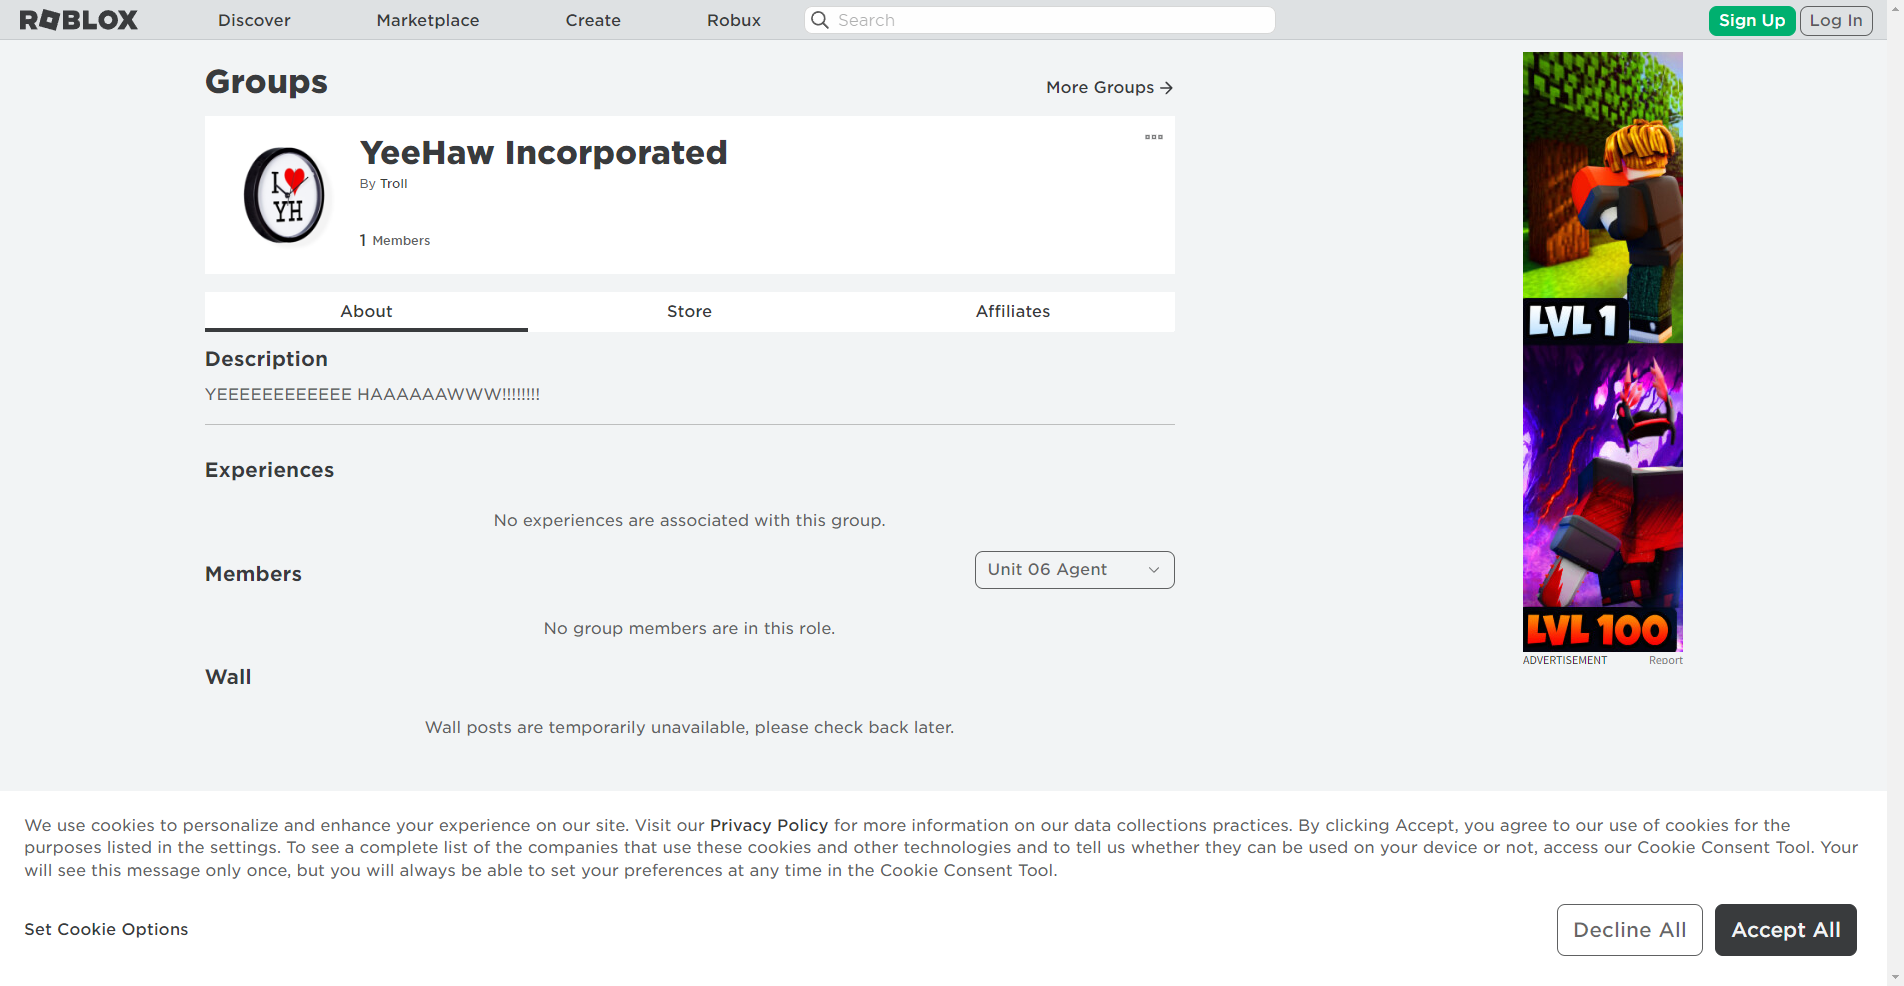 ROBLOX Discover Marketplace Create Robux Search Sign Up Log In
Groups
More Groups
I
YH
YeeHaw Incorporated
By Troll
1 Members
About Store Affiliates
Description
YEEEEEEEEEEEE HAAAAAAWWW!!!!!!!!
Experiences
No experiences are associated with this group.
Members
Unit 06 Agent
No group members are in this role.
Wall
Wall posts are temporarily unavailable, please check back later.
LVL 1
LVL 100
ADVERTISEMENT Report
We use cookies to personalize and enhance your experience on our site. Visit our Privacy Policy for more information on our data collections practices. By clicking Accept, you agree to our use of cookies for the
purposes listed in the settings. To see a complete list of the companies that use these cookies and other technologies and to tell us whether they can be used on your device or not, access our Cookie Consent Tool. Your
will see this message only once, but you will always be able to set your preferences at any time in the Cookie Consent Tool.
Set Cookie Options
Decline All
Accept All